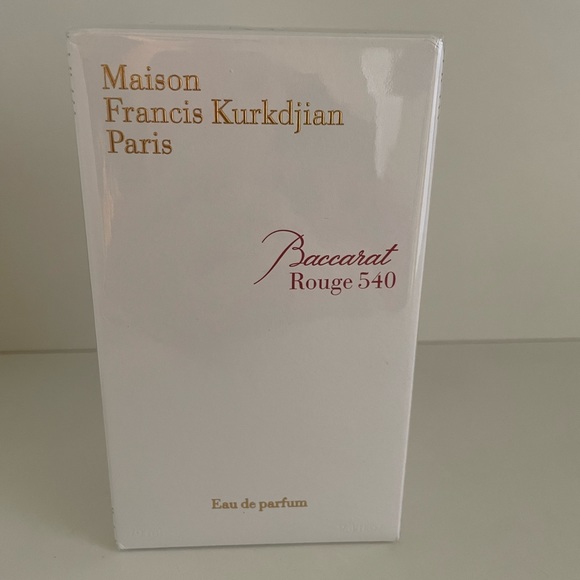 Maison
Francis Kurkdjian
Paris
Baccarat
Rouge 540
Eau de parfum